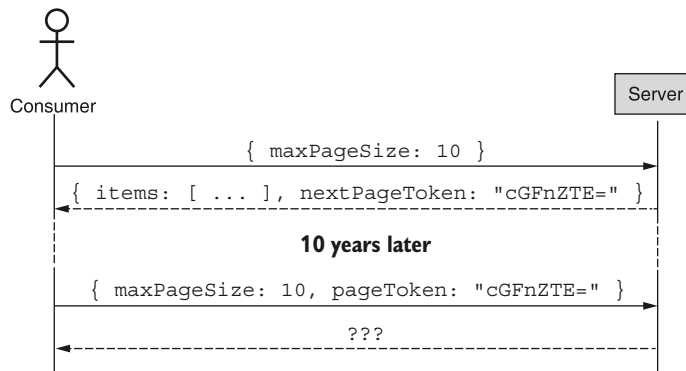 Consumer
Server
{ maxPageSize: 10 }
{ items: [ ... ], nextPageToken: "cGFnZTE=" }
10 years later
{ maxPageSize: 10, pageToken: "cGFnZTE=" }
???